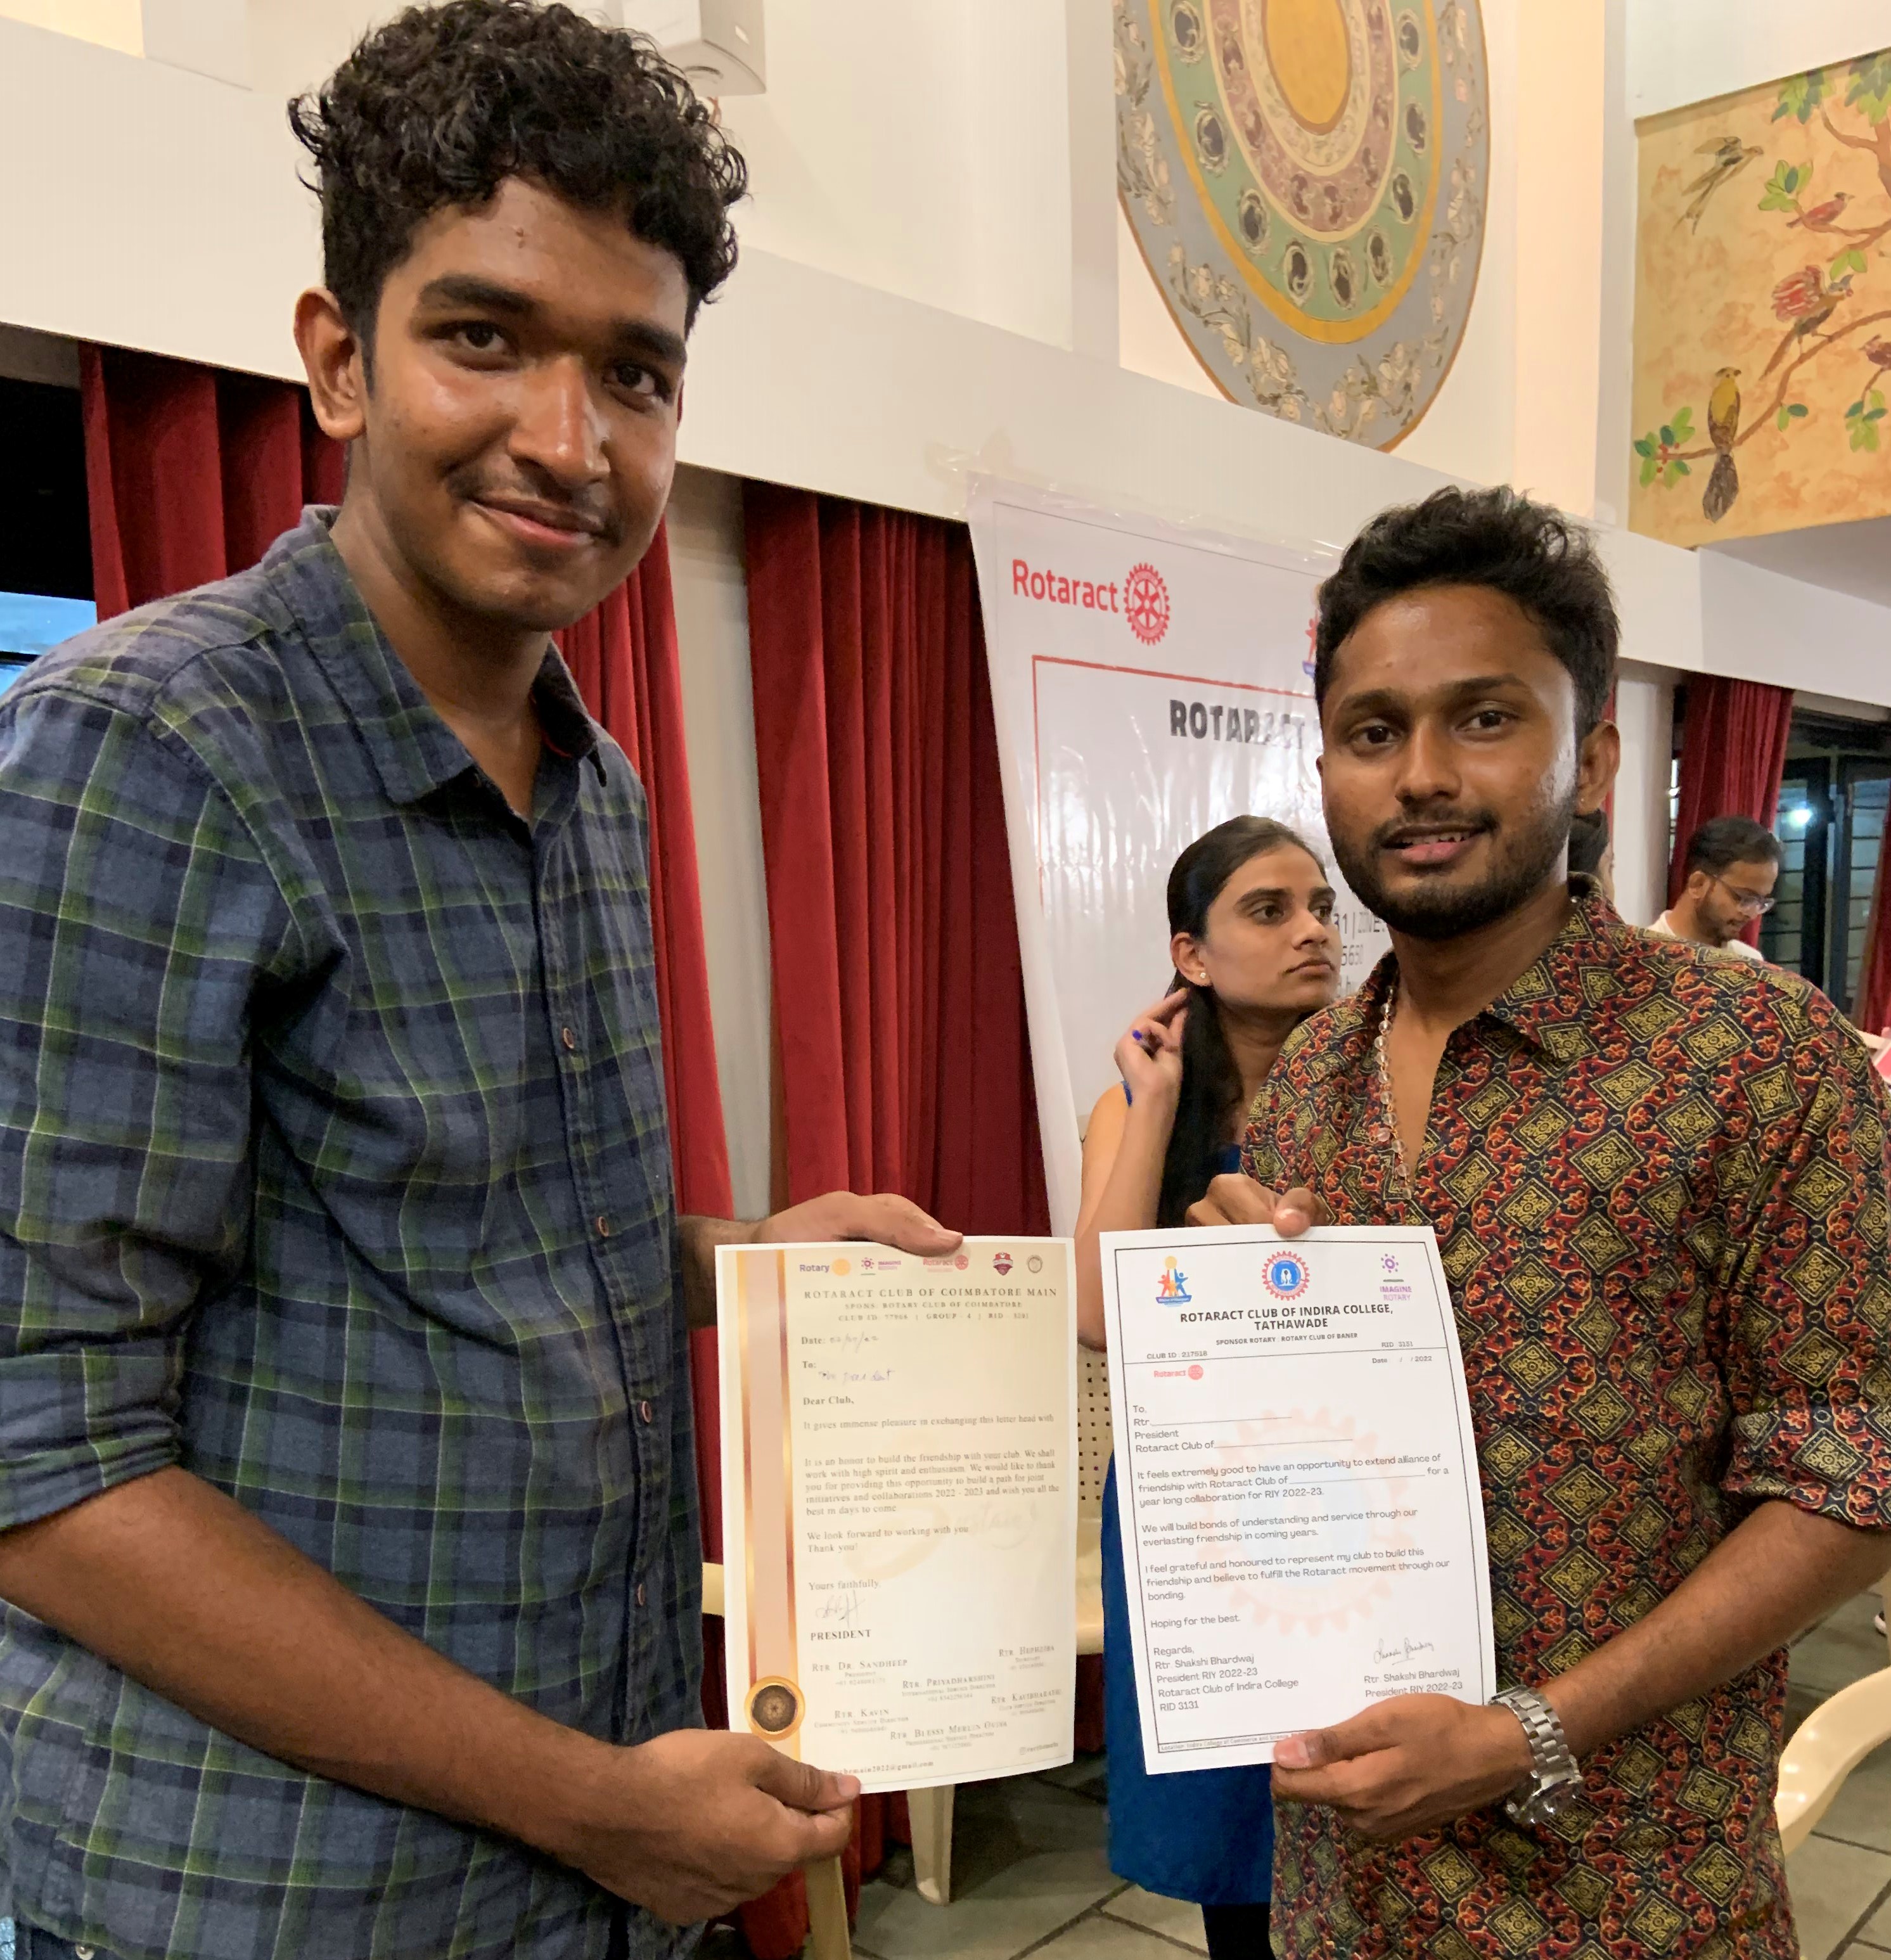 Rotaract
ROTARACT
Rotary
IMAGINE
ROTARY
Rotaract
ROTARACT CLUB OF COIMBATORE MAIN
SPONS: ROTARY CLUB OF COIMBATORE
GROUP - 4 |
Date:
To:
Dear Club,
It gives immense pleasure in exchanging this letter head with
It is an honor to build the friendship with your club. We shall
work with high spirit and enthusiasm. We would like to thank
you for providing this opportunity to build a path for joint
initiatives and collaborations 2022 - 2023 and wish you all the
best in days to come
We look forward to working with you
Thank you!
Yours faithfully,
PRESIDENT
RTR. DR. SANDHEEP
RTR. PRIYADHARSHINI
RTR. KAVIN
RTR. BLESSY MERLIN
IMAGINE
ROTARY
ROTARACT CLUB OF INDIRA COLLEGE,
TATHAWADE
SPONSOR ROTARY : ROTARY CLUB OF BANER
CLUB ID : 217518
RID 3131
Date / / 2022
Rotaract
To,
Rtr.
President
Rotaract Club of
It feels extremely good to have an opportunity to extend alliance of
friendship with Rotaract Club of for a
year long collaboration for RIY 2022-23.
We will build bonds of understanding and service through our
everlasting friendship in coming years.
I feel grateful and honoured to represent my club to build this
friendship and believe to fulfill the Rotaract movement through our
bonding.
Hoping for the best.
Regards,
Rtr. Shakshi Bhardwaj
President RIY 2022-23
Rotaract Club of Indira College
RID 3131
Rtr. Shakshi Bhardwaj
President RIY 2022-23